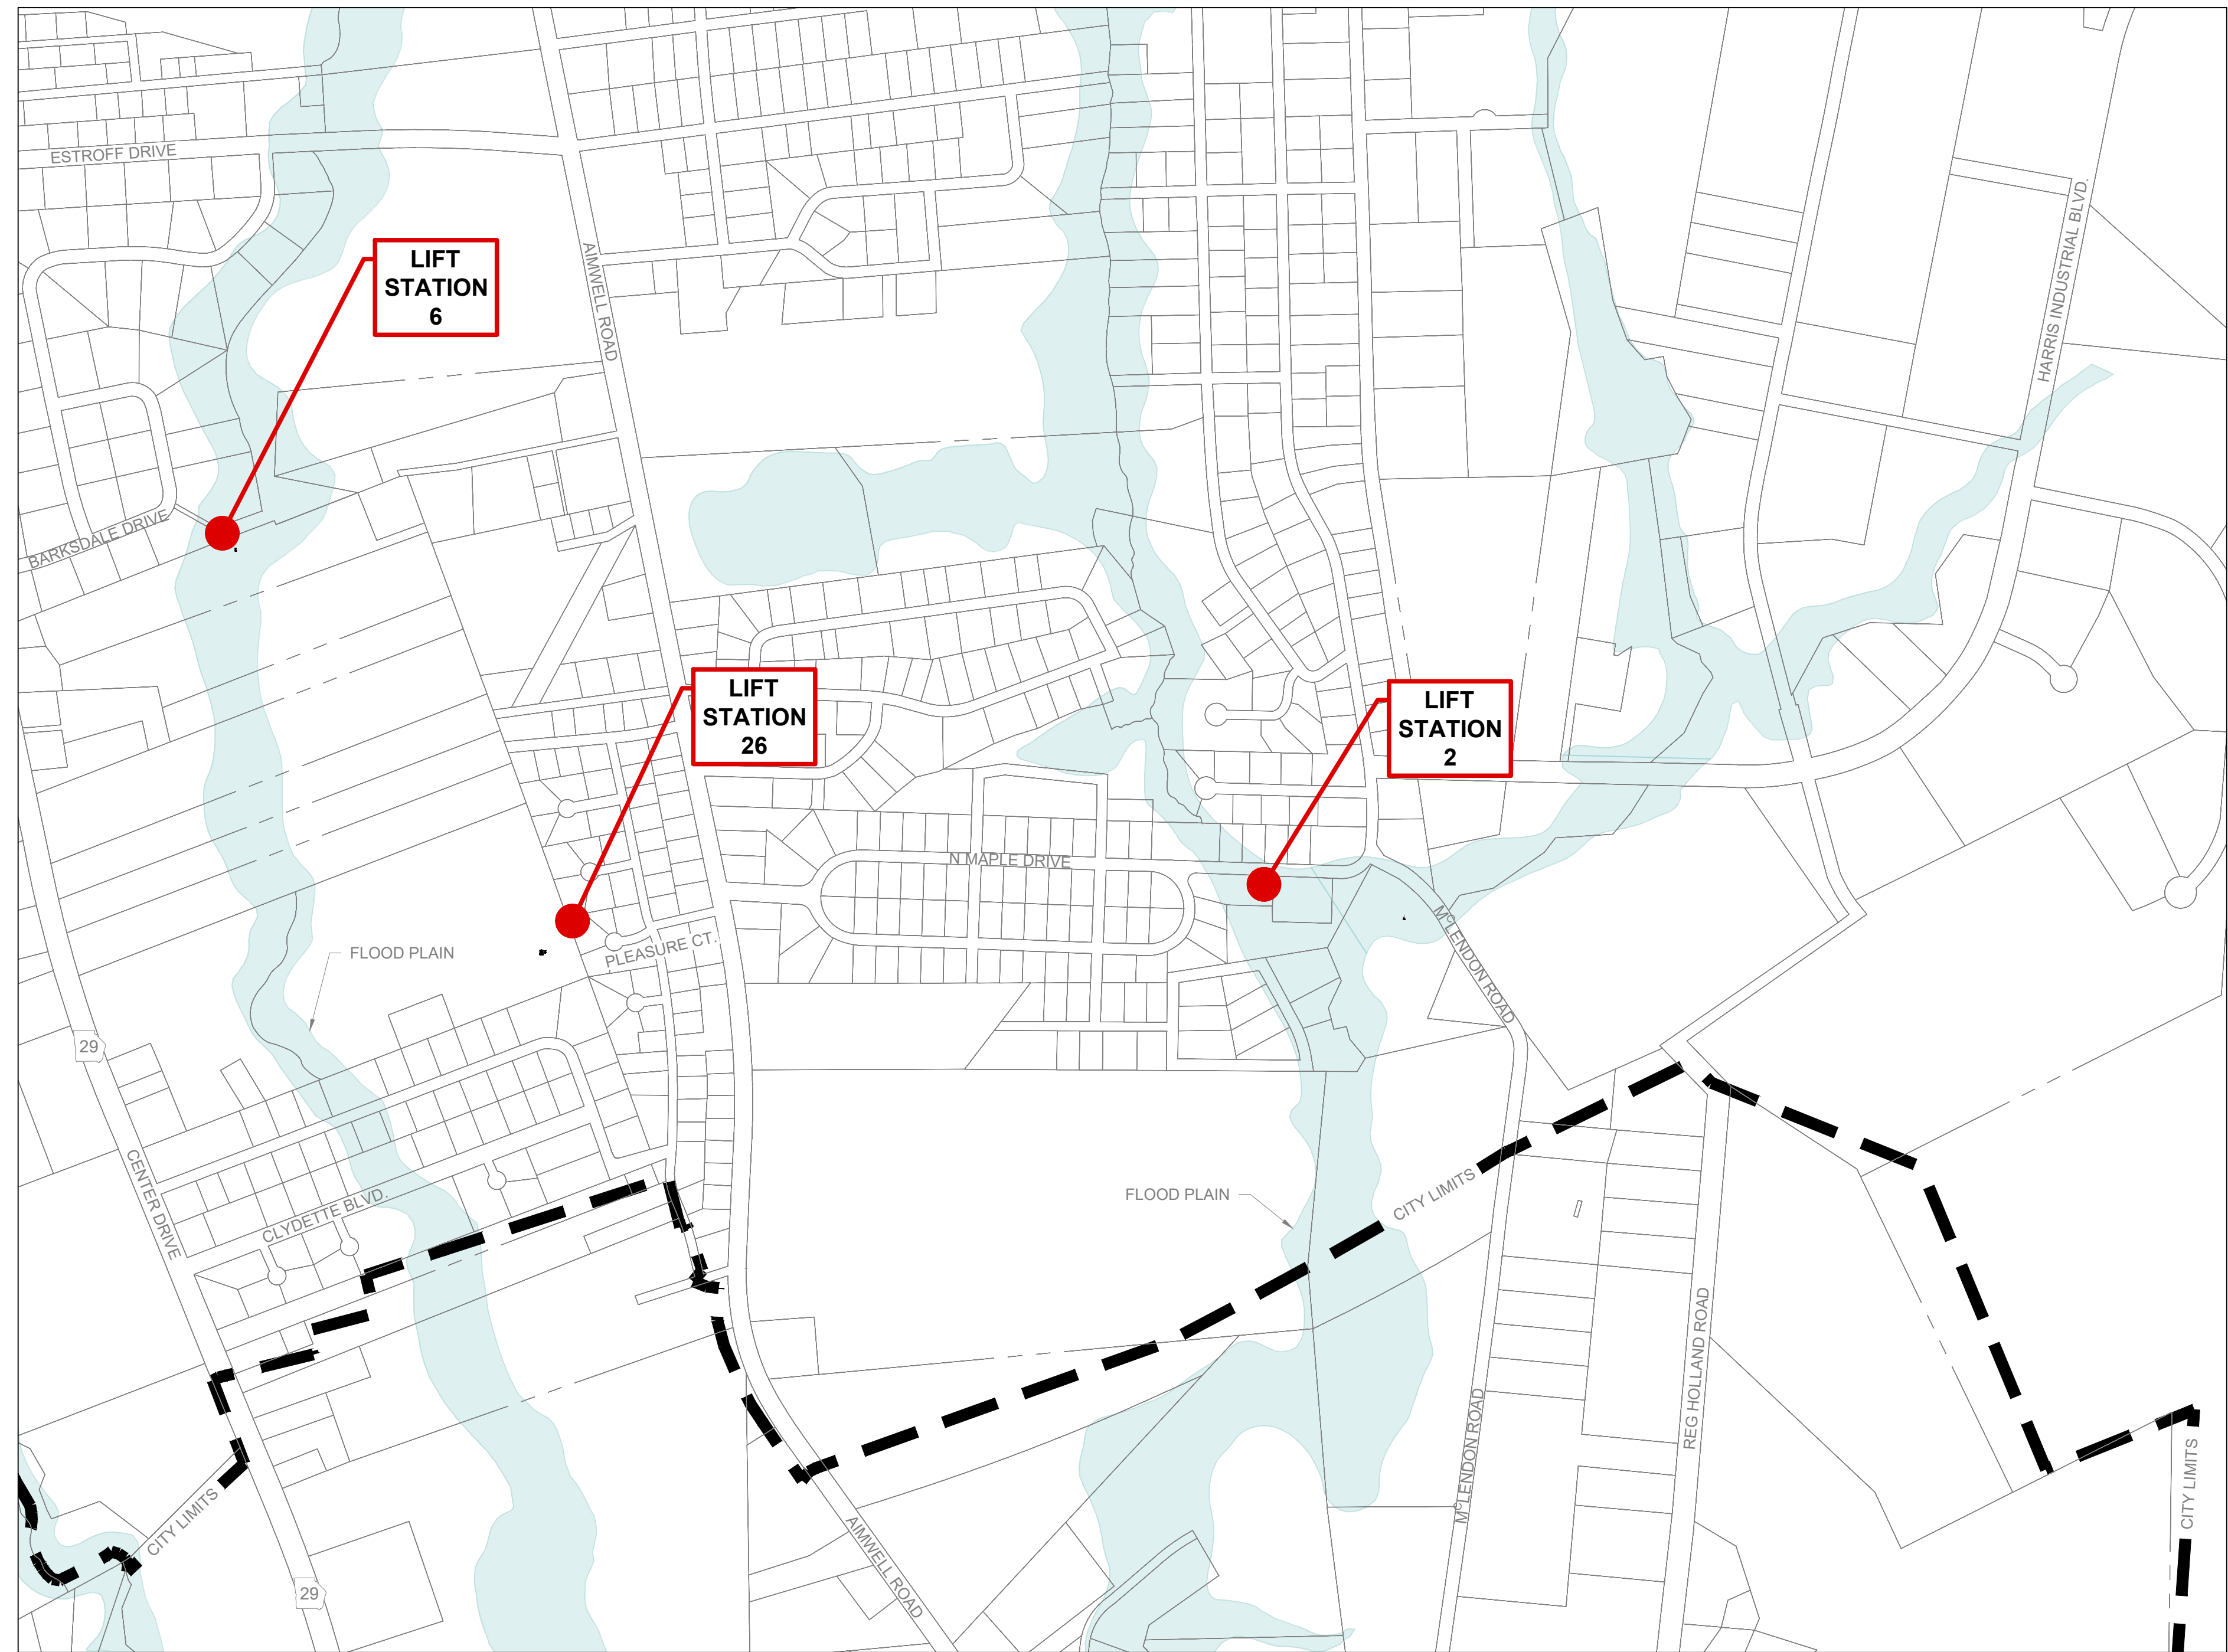 ESTROFF DRIVE
HARRIS INDUSTRIAL BLVD.
AIMWELL ROAD
LIFT
STATION
6
BARKSDALE DRIVE
LIFT
STATION
26
LIFT
STATION
2
N MAPLE DRIVE
PLEASURE CT.
MCLENDON ROAD
FLOOD PLAIN
29
CENTER DRIVE
CLYDETTE BLVD.
FLOOD PLAIN
CITY LIMITS
REG HOLLAND ROAD
MCLENDON ROAD
CITY LIMITS
CITY LIMITS
AIMWELL ROAD
29